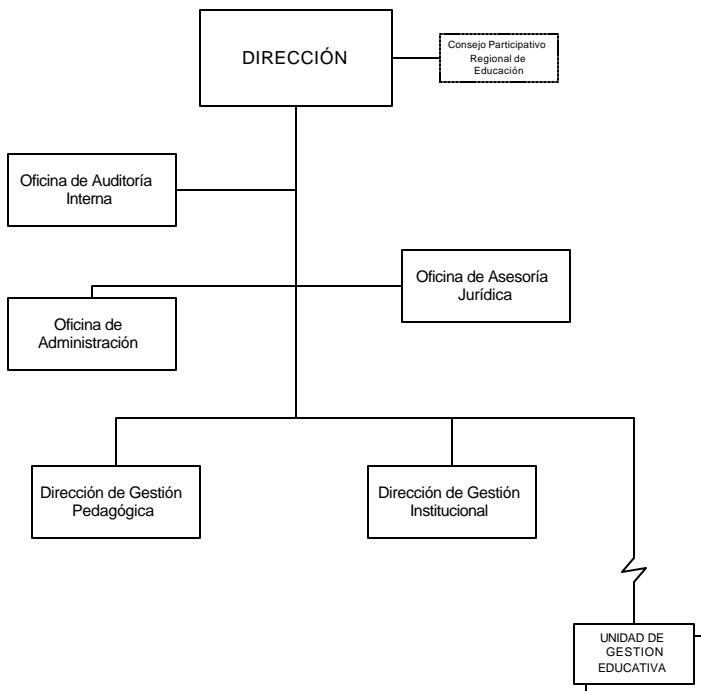 DIRECCIÓN
Consejo Participativo
Regional de
Educación
Oficina de Auditoría
Interna
Oficina de Asesoría
Jurídica
Oficina de
Administración
Dirección de Gestión
Pedagógica
Dirección de Gestión
Institucional
UNIDAD DE
GESTION
EDUCATIVA